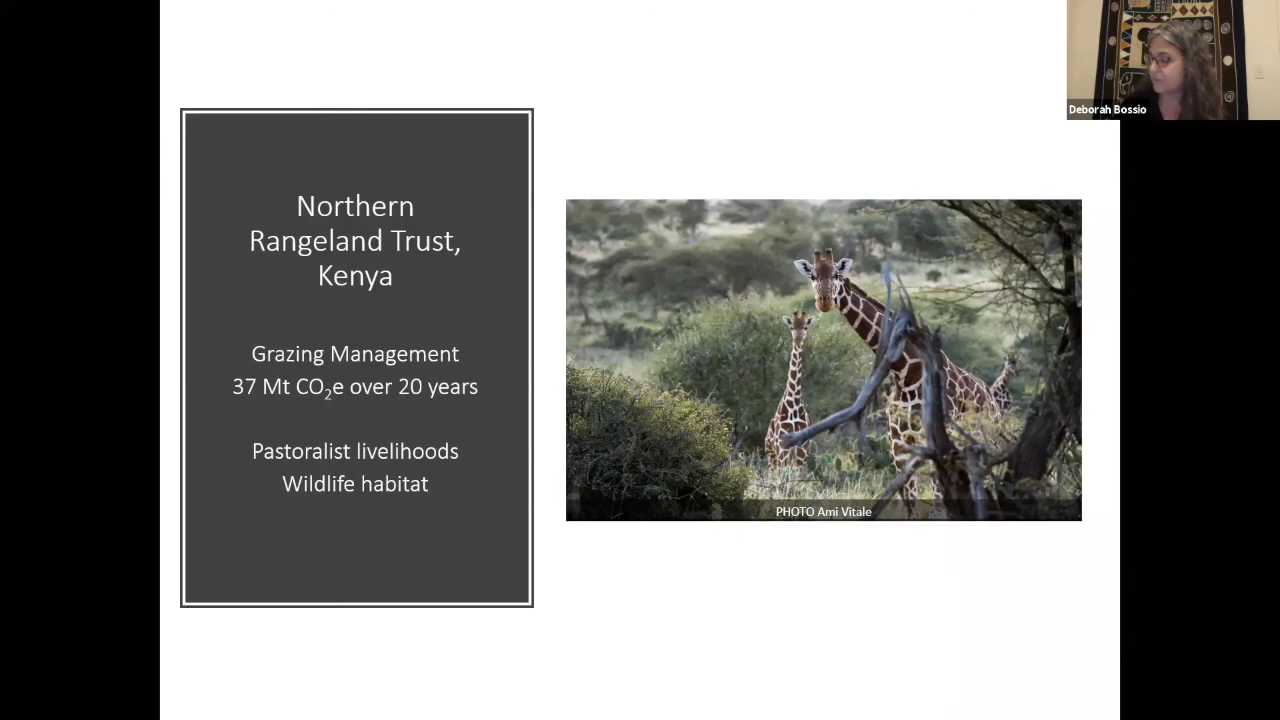 Deborah Bossio
Northern
Rangeland Trust,
Kenya
Grazing Management
37 Mt CO₂e over 20 years
Pastoralist livelihoods
Wildlife habitat
PHOTO Ami Vitale